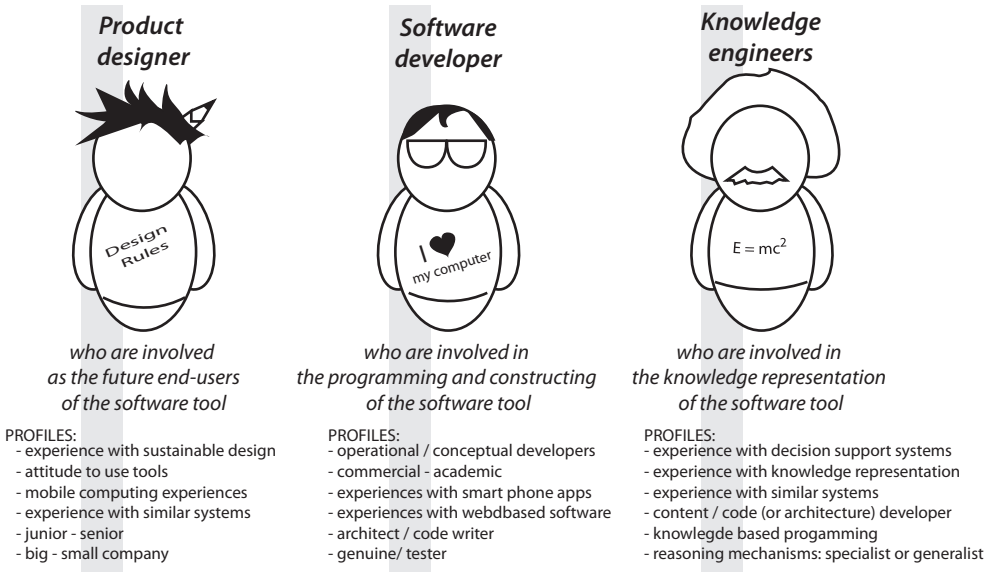 Product
designer
Design
Rules
who are involved
as the future end-users
of the software tool
PROFILES:
- experience with sustainable design
- attitude to use tools
- mobile computing experiences
- experience with similar systems
- junior - senior
- big - small company
Software
developer
I ♥
my computer
who are involved in
the programming and constructing
of the software tool
PROFILES:
- operational / conceptual developers
- commercial - academic
- experiences with smart phone apps
- experiences with webdbased software
- architect / code writer
- genuine/ tester
Knowledge
engineers
E = mc²
who are involved in
the knowledge representation
of the software tool
PROFILES:
- experience with decision support systems
- experience with knowledge representation
- experience with similar systems
- content / code (or architecture) developer
- knowlegde based progamming
- reasoning mechanisms: specialist or generalist